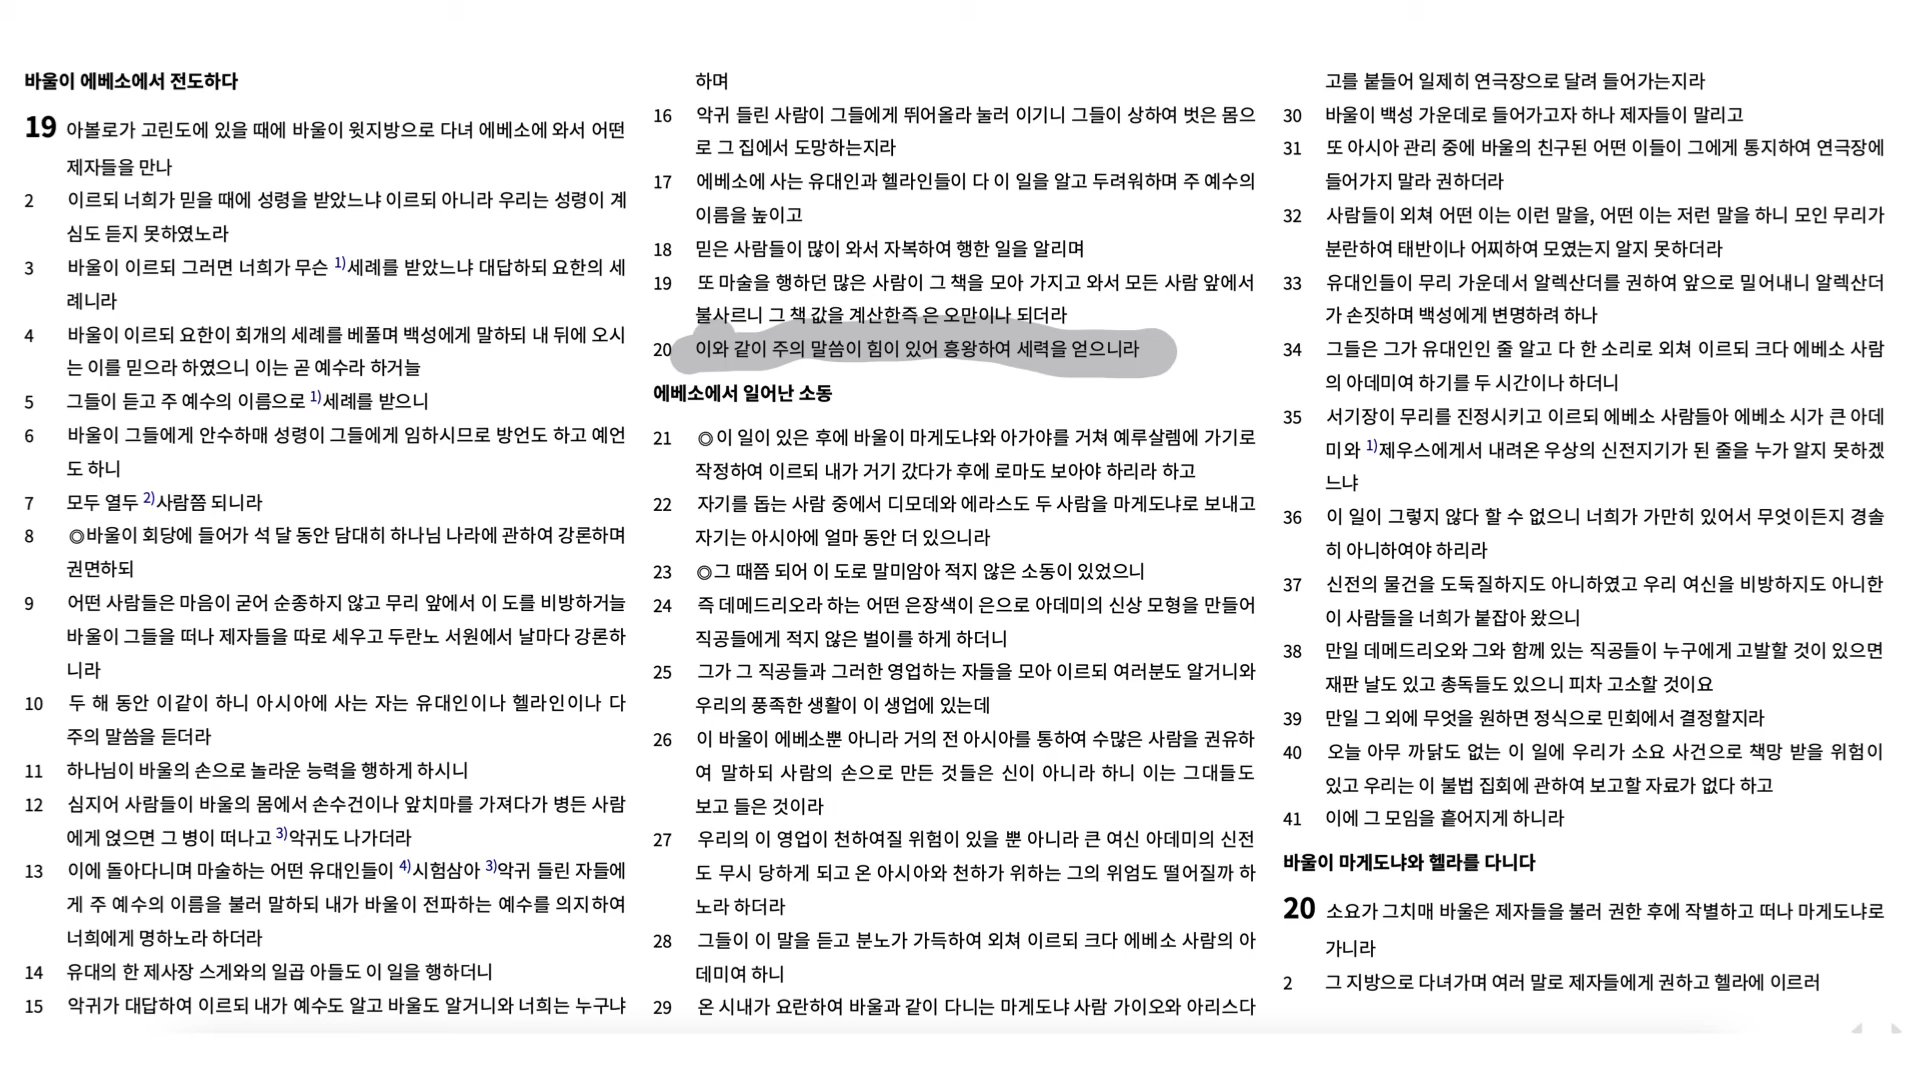 바울이 에베소에서 전도하다
19 아볼로가 고린도에 있을 때에 바울이 윗지방으로 다녀 에베소에 와서 어떤
제자들을 만나
2 이르되 너희가 믿을 때에 성령을 받았느냐 이르되 아니라 우리는 성령이 계
심도 듣지 못하였노라
3 바울이 이르되 그러면 너희가 무슨 1)세례를 받았느냐 대답하되 요한의 세
례니라
4 바울이 이르되 요한이 회개의 세례를 베풀며 백성에게 말하되 내 뒤에 오시
는 이를 믿으라 하였으니 이는 곧 예수라 하거늘
5 그들이 듣고 주 예수의 이름으로 1)세례를 받으니
6 바울이 그들에게 안수하매 성령이 그들에게 임하시므로 방언도 하고 예언
도 하니
7 모두 열두 2)사람쯤 되니라
8 ◎바울이 회당에 들어가 석 달 동안 담대히 하나님 나라에 관하여 강론하며
권면하되
9 어떤 사람들은 마음이 굳어 순종하지 않고 무리 앞에서 이 도를 비방하거늘
바울이 그들을 떠나 제자들을 따로 세우고 두란노 서원에서 날마다 강론하
니라
10 두 해 동안 이같이 하니 아시아에 사는 자는 유대인이나 헬라인이나 다
주의 말씀을 듣더라
11 하나님이 바울의 손으로 놀라운 능력을 행하게 하시니
12 심지어 사람들이 바울의 몸에서 손수건이나 앞치마를 가져다가 병든 사람
에게 얹으면 그 병이 떠나고 3)악귀도 나가더라
13 이에 돌아다니며 마술하는 어떤 유대인들이 4)시험삼아 3)악귀 들린 자들에
게 주 예수의 이름을 불러 말하되 내가 바울이 전파하는 예수를 의지하여
너희에게 명하노라 하더라
14 유대의 한 제사장 스게와의 일곱 아들도 이 일을 행하더니
15 악귀가 대답하여 이르되 내가 예수도 알고 바울도 알거니와 너희는 누구냐
하며
16 악귀 들린 사람이 그들에게 뛰어올라 눌러 이기니 그들이 상하여 벗은 몸으
로 그 집에서 도망하는지라
17 에베소에 사는 유대인과 헬라인들이 다 이 일을 알고 두려워하며 주 예수의
이름을 높이고
18 믿은 사람들이 많이 와서 자복하여 행한 일을 알리며
19 또 마술을 행하던 많은 사람이 그 책을 모아 가지고 와서 모든 사람 앞에서
불사르니 그 책 값을 계산한즉 은 오만이나 되더라
20 이와 같이 주의 말씀이 힘이 있어 흥왕하여 세력을 얻으니라
에베소에서 일어난 소동
21 ◎이 일이 있은 후에 바울이 마게도냐와 아가야를 거쳐 예루살렘에 가기로
작정하여 이르되 내가 거기 갔다가 후에 로마도 보아야 하리라 하고
22 자기를 돕는 사람 중에서 디모데와 에라스도 두 사람을 마게도냐로 보내고
자기는 아시아에 얼마 동안 더 있으니라
23 ◎그 때쯤 되어 이 도로 말미암아 적지 않은 소동이 있었으니
24 즉 데메드리오라 하는 어떤 은장색이 은으로 아데미의 신상 모형을 만들어
직공들에게 적지 않은 벌이를 하게 하더니
25 그가 그 직공들과 그러한 영업하는 자들을 모아 이르되 여러분도 알거니와
우리의 풍족한 생활이 이 생업에 있는데
26 이 바울이 에베소뿐 아니라 거의 전 아시아를 통하여 수많은 사람을 권유하
여 말하되 사람의 손으로 만든 것들은 신이 아니라 하니 이는 그대들도
보고 들은 것이라
27 우리의 이 영업이 천하여질 위험이 있을 뿐 아니라 큰 여신 아데미의 신전
도 무시 당하게 되고 온 아시아와 천하가 위하는 그의 위엄도 떨어질까 하
노라 하더라
28 그들이 이 말을 듣고 분노가 가득하여 외쳐 이르되 크다 에베소 사람의 아
데미여 하니
29 온 시내가 요란하여 바울과 같이 다니는 마게도냐 사람 가이오와 아리스다
고를 붙들어 일제히 연극장으로 달려 들어가는지라
30 바울이 백성 가운데로 들어가고자 하나 제자들이 말리고
31 또 아시아 관리 중에 바울의 친구된 어떤 이들이 그에게 통지하여 연극장에
들어가지 말라 권하더라
32 사람들이 외쳐 어떤 이는 이런 말을, 어떤 이는 저런 말을 하니 모인 무리가
분란하여 태반이나 어찌하여 모였는지 알지 못하더라
33 유대인들이 무리 가운데서 알렉산더를 권하여 앞으로 밀어내니 알렉산더
가 손짓하며 백성에게 변명하려 하나
34 그들은 그가 유대인인 줄 알고 다 한 소리로 외쳐 이르되 크다 에베소 사람
의 아데미여 하기를 두 시간이나 하더니
35 서기장이 무리를 진정시키고 이르되 에베소 사람들아 에베소 시가 큰 아데
미와 1)제우스에게서 내려온 우상의 신전지기가 된 줄을 누가 알지 못하겠
느냐
36 이 일이 그렇지 않다 할 수 없으니 너희가 가만히 있어서 무엇이든지 경솔
히 아니하여야 하리라
37 신전의 물건을 도둑질하지도 아니하였고 우리 여신을 비방하지도 아니한
이 사람들을 너희가 붙잡아 왔으니
38 만일 데메드리오와 그와 함께 있는 직공들이 누구에게 고발할 것이 있으면
재판 날도 있고 총독들도 있으니 피차 고소할 것이요
39 만일 그 외에 무엇을 원하면 정식으로 민회에서 결정할지라
40 오늘 아무 까닭도 없는 이 일에 우리가 소요 사건으로 책망 받을 위험이
있고 우리는 이 불법 집회에 관하여 보고할 자료가 없다 하고
41 이에 그 모임을 흩어지게 하니라
바울이 마게도냐와 헬라를 다니다
20 소요가 그치매 바울은 제자들을 불러 권한 후에 작별하고 떠나 마게도냐로
가니라
2 그 지방으로 다녀가며 여러 말로 제자들에게 권하고 헬라에 이르러